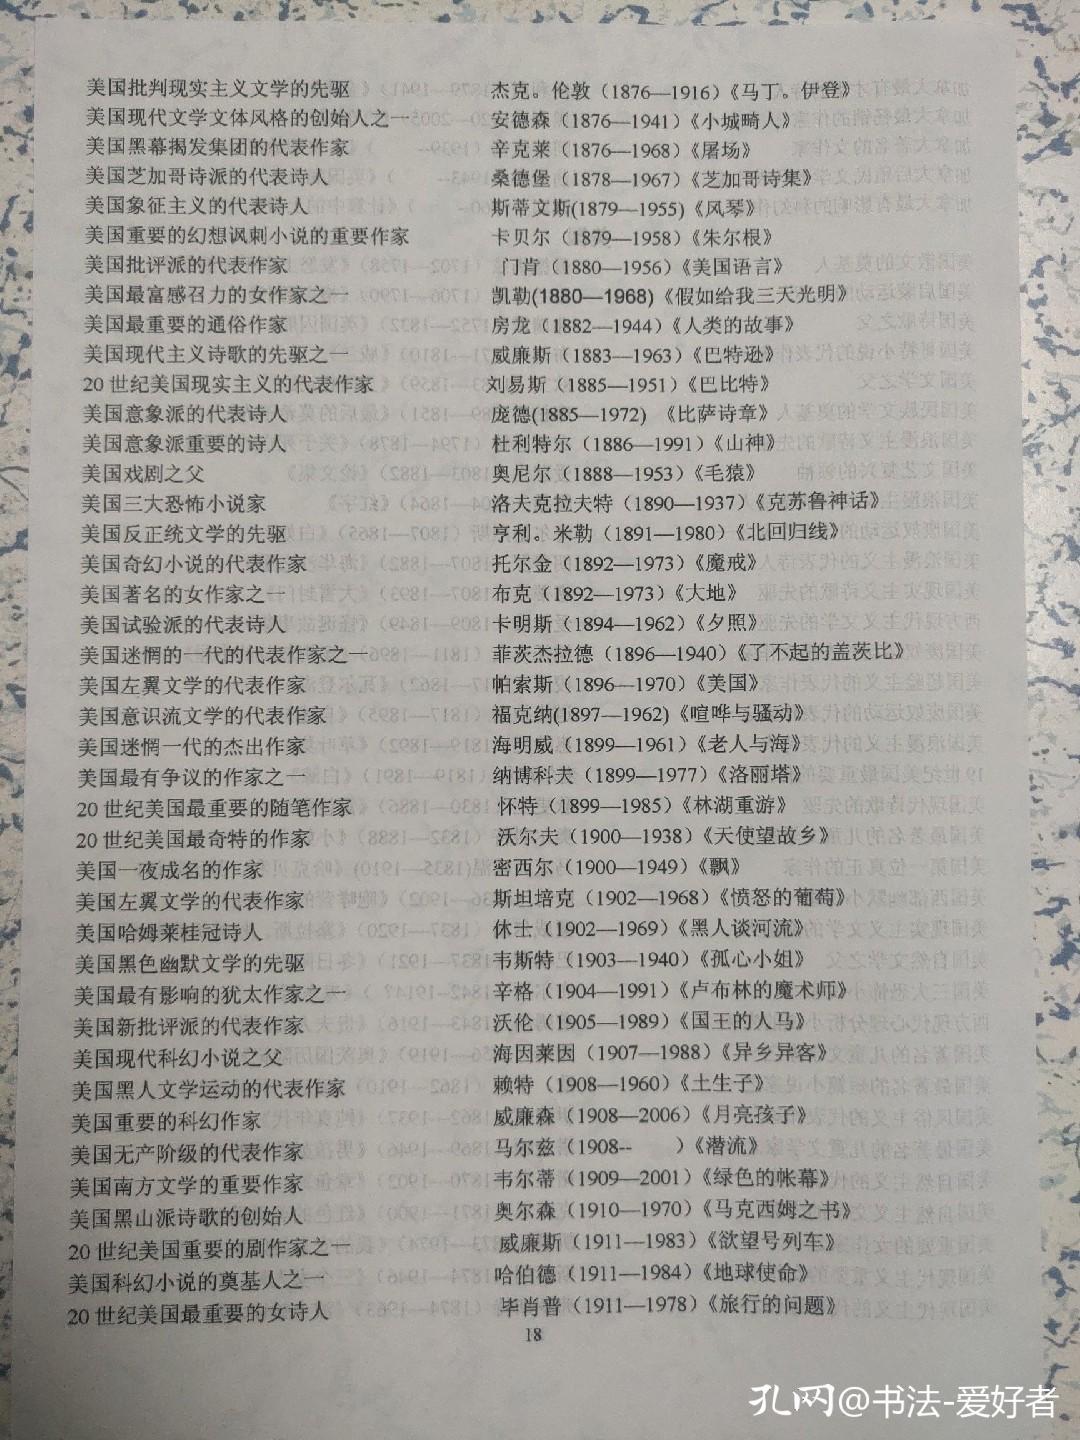 美国批判现实主义文学的先驱 杰克。伦敦（1876—1916）《马丁。伊登》
美国现代文学文体风格的创始人之一 安德森（1876—1941）《小城畸人》
美国黑幕揭发集团的代表作家 辛克莱（1876—1968）《屠场》
美国芝加哥诗派的代表诗人 桑德堡（1878—1967）《芝加哥诗集》
美国象征主义的代表诗人 斯蒂文斯(1879—1955)《风琴》
美国重要的幻想讽刺小说的重要作家 卡贝尔（1879—1958）《朱尔根》
美国批评派的代表作家 门肯（1880—1956）《美国语言》
美国最富感召力的女作家之一 凯勒(1880—1968)《假如给我三天光明》
美国最重要的通俗作家 房龙（1882—1944）《人类的故事》
美国现代主义诗歌的先驱之一 威廉斯（1883—1963）《巴特逊》
20世纪美国现实主义的代表作家 刘易斯（1885—1951）《巴比特》
美国意象派的代表诗人 庞德(1885—1972) 《比萨诗章》
美国意象派重要的诗人 杜利特尔（1886—1991）《山神》
美国戏剧之父 奥尼尔（1888—1953）《毛猿》
美国三大恐怖小说家 洛夫克拉夫特（1890—1937）《克苏鲁神话》
美国反正统文学的先驱 亨利。米勒（1891—1980）《北回归线》
美国奇幻小说的代表作家 托尔金（1892—1973）《魔戒》
美国著名的女作家之一 布克（1892—1973）《大地》
美国试验派的代表诗人 卡明斯（1894—1962）《夕照》
美国迷惘的一代的代表作家之一 菲茨杰拉德（1896—1940）《了不起的盖茨比》
美国左翼文学的代表作家 帕索斯（1896—1970）《美国》
美国意识流文学的代表作家 福克纳(1897—1962)《喧哗与骚动》
美国迷惘一代的杰出作家 海明威（1899—1961）《老人与海》
美国最有争议的作家之一 纳博科夫（1899—1977）《洛丽塔》
20世纪美国最重要的随笔作家 怀特（1899—1985）《林湖重游》
20世纪美国最奇特的作家 沃尔夫（1900—1938）《天使望故乡》
美国一夜成名的作家 密西尔（1900—1949）《飘》
美国左翼文学的代表作家 斯坦培克（1902—1968）《愤怒的葡萄》
美国哈姆莱桂冠诗人 休士（1902—1969）《黑人谈河流》
美国黑色幽默文学的先驱 韦斯特（1903—1940）《孤心小姐》
美国最有影响的犹太作家之一 辛格（1904—1991）《卢布林的魔术师》
美国新批评派的代表作家 沃伦（1905—1989）《国王的人马》
美国现代科幻小说之父 海因莱因（1907—1988）《异乡异客》
美国黑人文学运动的代表作家 赖特（1908—1960）《土生子》
美国重要的科幻作家 威廉森（1908—2006）《月亮孩子》
美国无产阶级的代表作家 马尔兹（1908-- ）《潜流》
美国南方文学的重要作家 韦尔蒂（1909—2001）《绿色的帐幕》
美国黑山派诗歌的创始人 奥尔森（1910—1970）《马克西姆之书》
20世纪美国重要的剧作家之一 威廉斯（1911—1983）《欲望号列车》
美国科幻小说的奠基人之一 哈伯德（1911—1984）《地球使命》
20世纪美国最重要的女诗人 毕肖普（1911—1978）《旅行的问题》
18
孔网@书法-爱好者